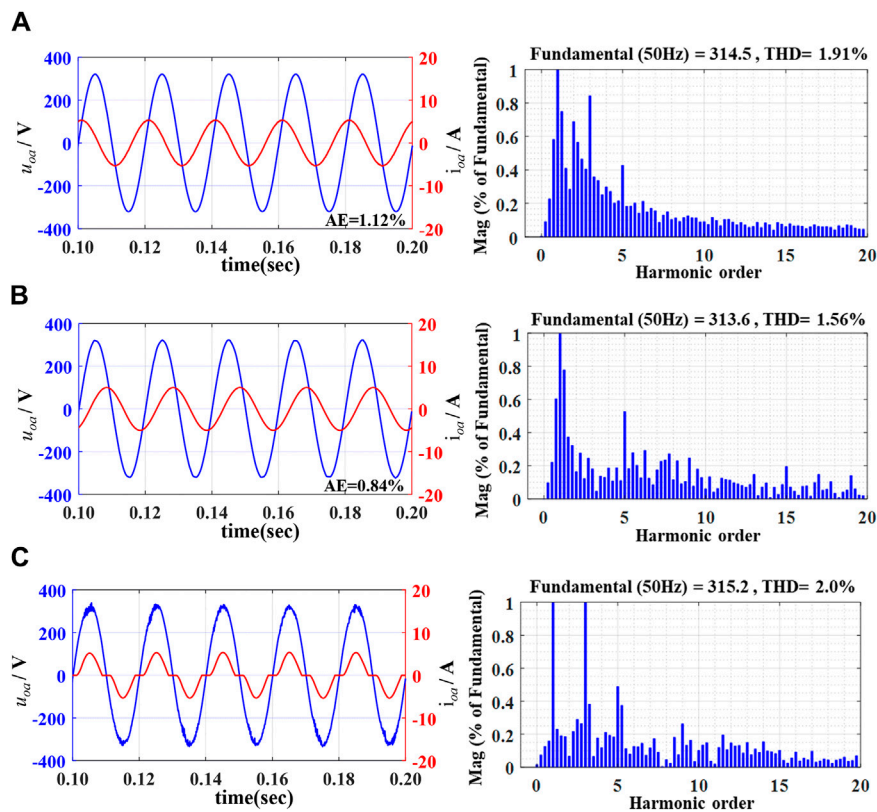 A
400
200
0
-200
-400
u_oa / V
20
10
0
-10
-20
i_oa / A
AE=1.12%
0.10 0.12 0.14 0.16 0.18 0.20
time(sec)
Fundamental (50Hz) = 314.5 , THD= 1.91%
1
0.8
0.6
0.4
0.2
0
Mag (% of Fundamental)
0 5 10 15 20
Harmonic order
B
400
200
0
-200
-400
u_oa / V
20
10
0
-10
-20
i_oa / A
AE=0.84%
0.10 0.12 0.14 0.16 0.18 0.20
time(sec)
Fundamental (50Hz) = 313.6 , THD= 1.56%
1
0.8
0.6
0.4
0.2
0
Mag (% of Fundamental)
0 5 10 15 20
Harmonic order
C
400
200
0
-200
-400
u_oa / V
20
10
0
-10
-20
i_oa / A
0.10 0.12 0.14 0.16 0.18 0.20
time(sec)
Fundamental (50Hz) = 315.2 , THD= 2.0%
1
0.8
0.6
0.4
0.2
0
Mag (% of Fundamental)
0 5 10 15 20
Harmonic order